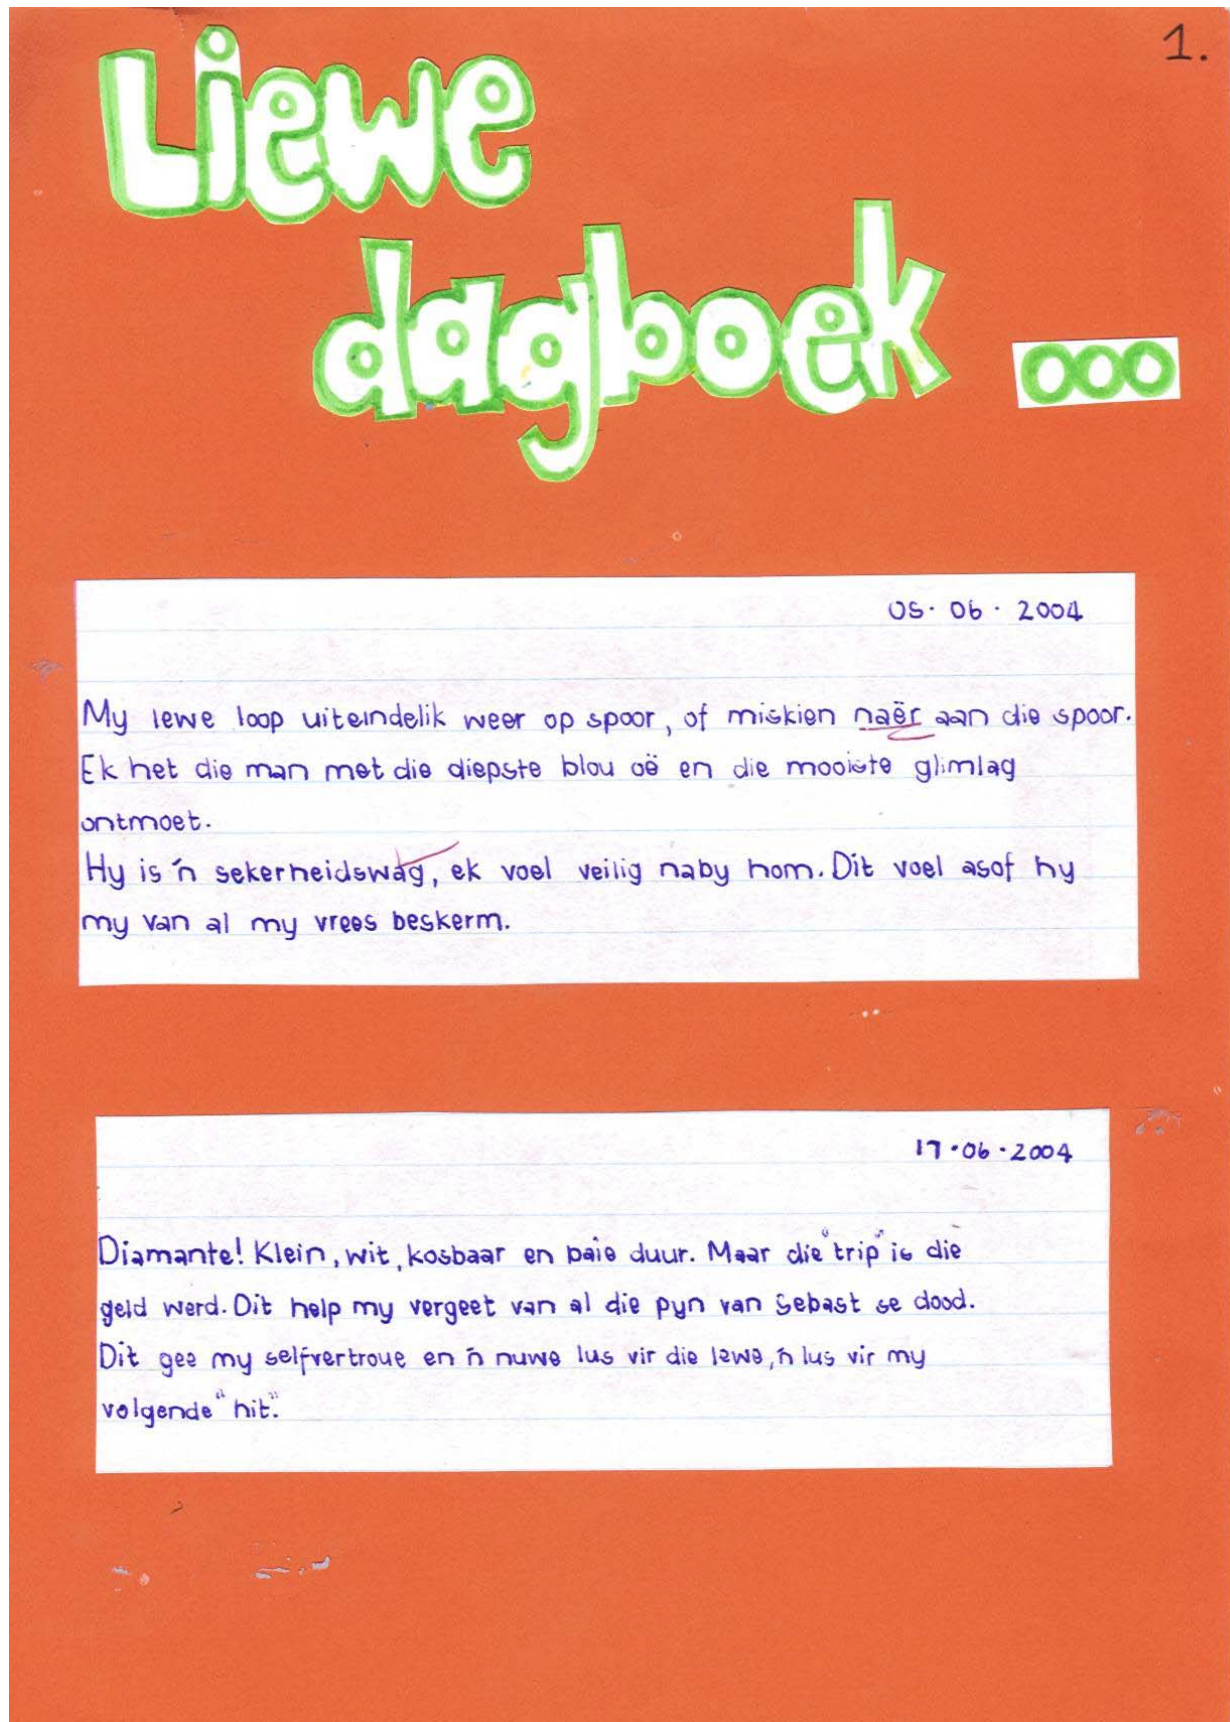 1.
Liewe
dagboek ...
05.06.2004
My lewe loop uiteindelik weer op spoor, of miskien naër aan die spoor.
Ek het die man met die diepste blou oë en die mooiste glimlag
ontmoet.
Hy is 'n sekerheidswag, ek voel veilig naby hom. Dit voel asof hy
my van al my vrees beskerm.
17.06.2004
Diamante! Klein, wit, kosbaar en baie duur. Maar die "trip" is die
geld werd. Dit help my vergeet van al die pyn van Sebast se dood.
Dit gee my selfvertroue en 'n nuwe lus vir die lewe, 'n lus vir my
volgende "hit".